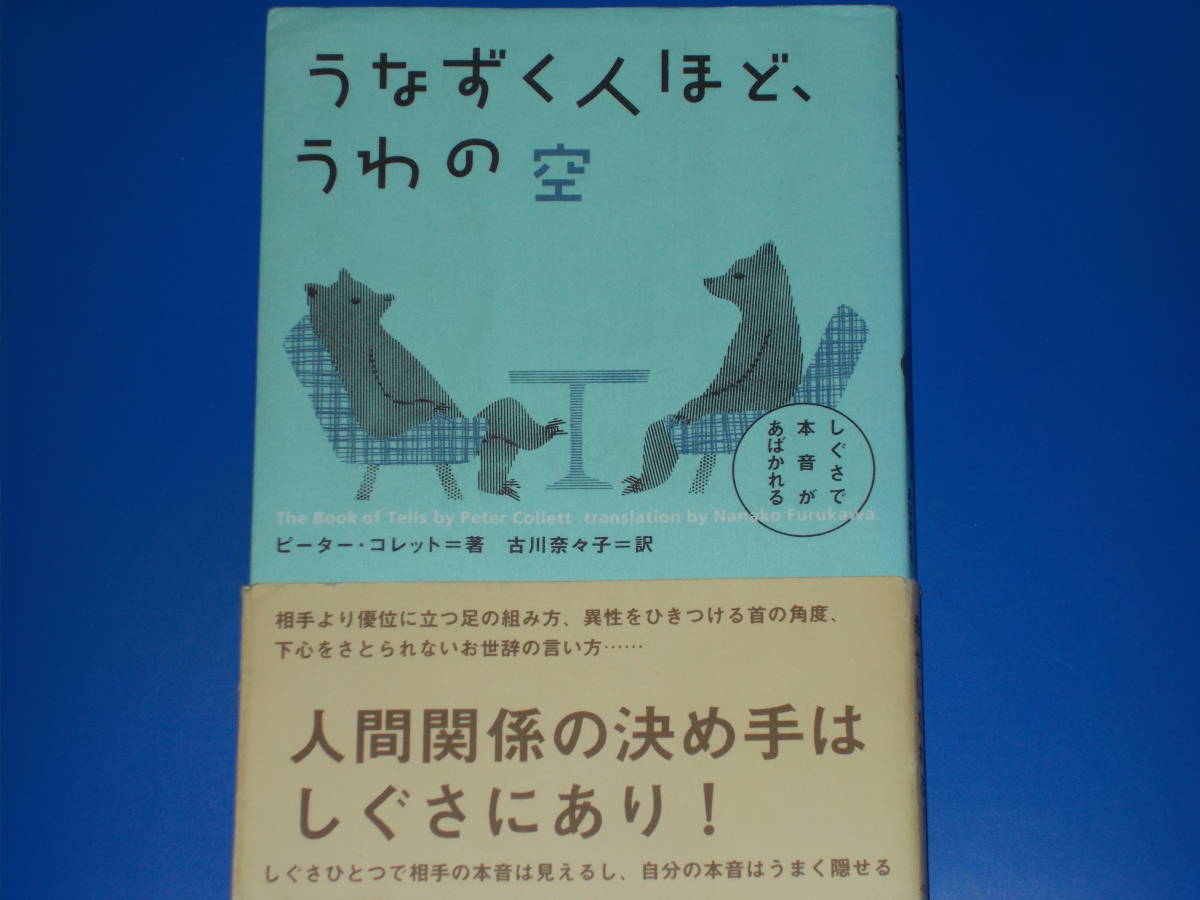 うなずく人ほど、
うわの空
しぐさで
本音が
あばかれる
The Book of Tells by Peter Collett translation by Nanako Furukawa
ピーター・コレット＝著 古川奈々子＝訳
相手より優位に立つ足の組み方、異性をひきつける首の角度、
下心をさとられないお世辞の言い方……
人間関係の決め手は
しぐさにあり！
しぐさひとつで相手の本音は見えるし、自分の本音はうまく隠せる